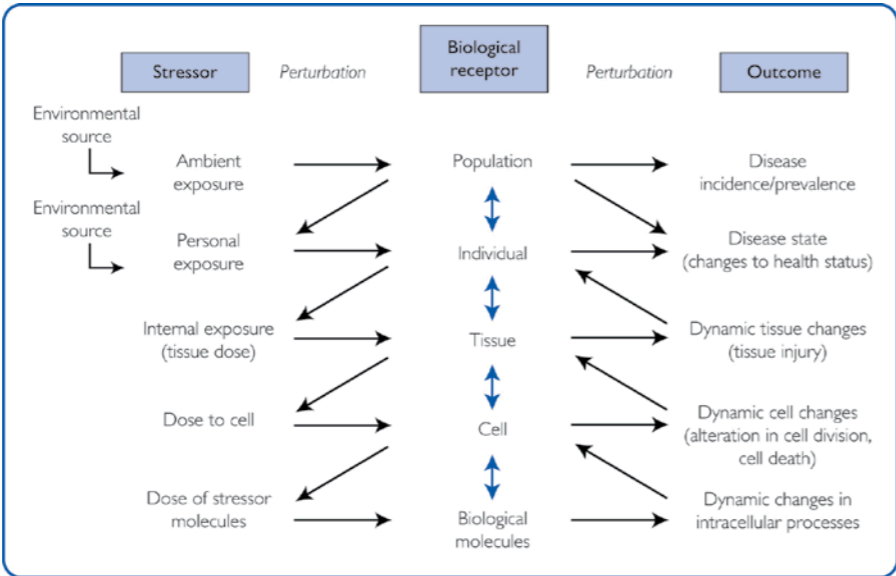 Stressor
Perturbation
Biological
receptor
Perturbation
Outcome
Environmental
source
Ambient
exposure
Population
Disease
incidence/prevalence
Environmental
source
Personal
exposure
Individual
Disease state
(changes to health status)
Internal exposure
(tissue dose)
Tissue
Dynamic tissue changes
(tissue injury)
Dose to cell
Cell
Dynamic cell changes
(alteration in cell division,
cell death)
Dose of stressor
molecules
Biological
molecules
Dynamic changes in
intracellular processes